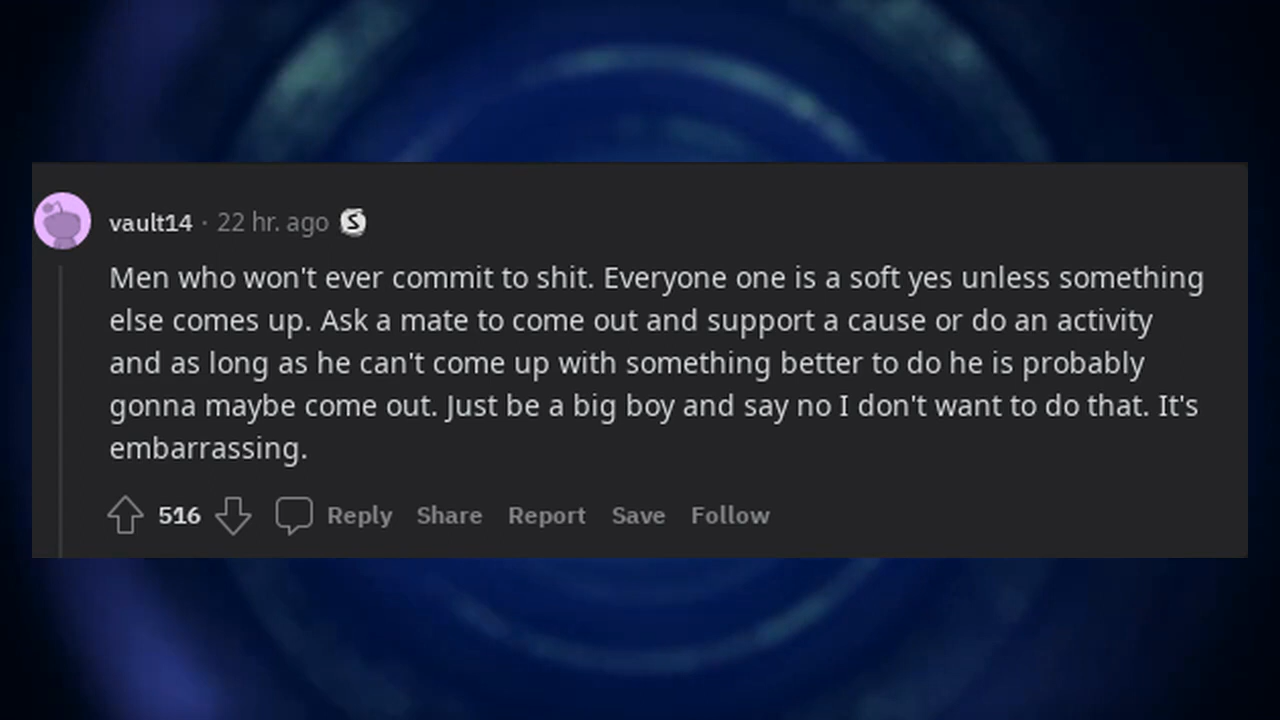 vault14 · 22 hr. ago
Men who won't ever commit to shit. Everyone one is a soft yes unless something
else comes up. Ask a mate to come out and support a cause or do an activity
and as long as he can't come up with something better to do he is probably
gonna maybe come out. Just be a big boy and say no I don't want to do that. It's
embarrassing.
516 Reply Share Report Save Follow